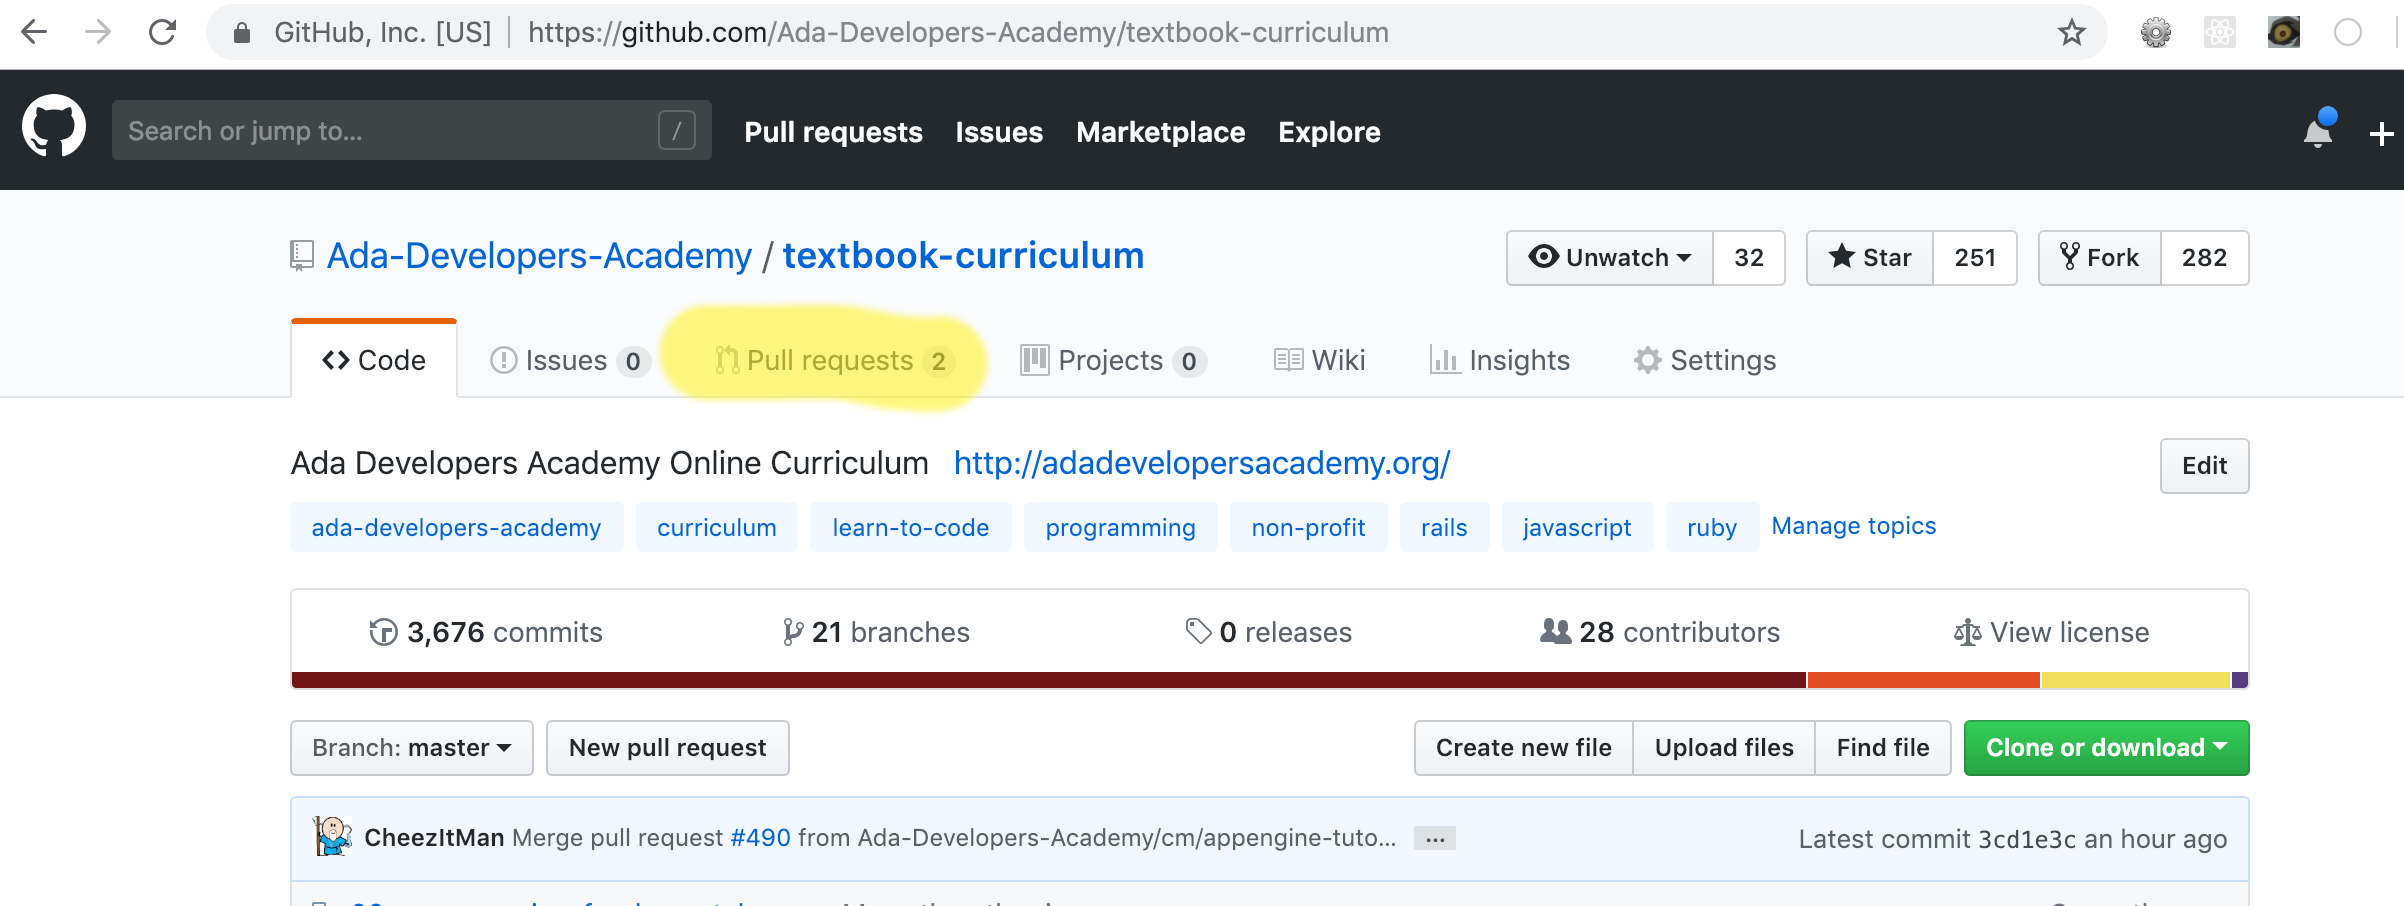 GitHub, Inc. [US] https://github.com/Ada-Developers-Academy/textbook-curriculum
Search or jump to... / Pull requests Issues Marketplace Explore
Ada-Developers-Academy / textbook-curriculum Unwatch 32 Star 251 Fork 282
Code Issues 0 Pull requests 2 Projects 0 Wiki Insights Settings
Ada Developers Academy Online Curriculum http://adadevelopersacademy.org/ Edit
ada-developers-academy curriculum learn-to-code programming non-profit rails javascript ruby Manage topics
3,676 commits 21 branches 0 releases 28 contributors View license
Branch: master New pull request Create new file Upload files Find file Clone or download
CheezItMan Merge pull request #490 from Ada-Developers-Academy/cm/appengine-tuto... ... Latest commit 3cd1e3c an hour ago